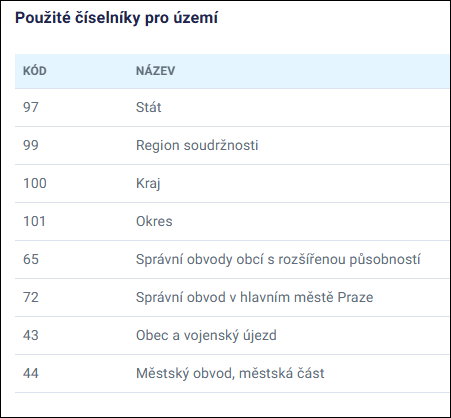 Použité číselníky pro území
KÓD NÁZEV
97 Stát
99 Region soudržnosti
100 Kraj
101 Okres
65 Správní obvody obcí s rozšířenou působností
72 Správní obvod v hlavním městě Praze
43 Obec a vojenský újezd
44 Městský obvod, městská část